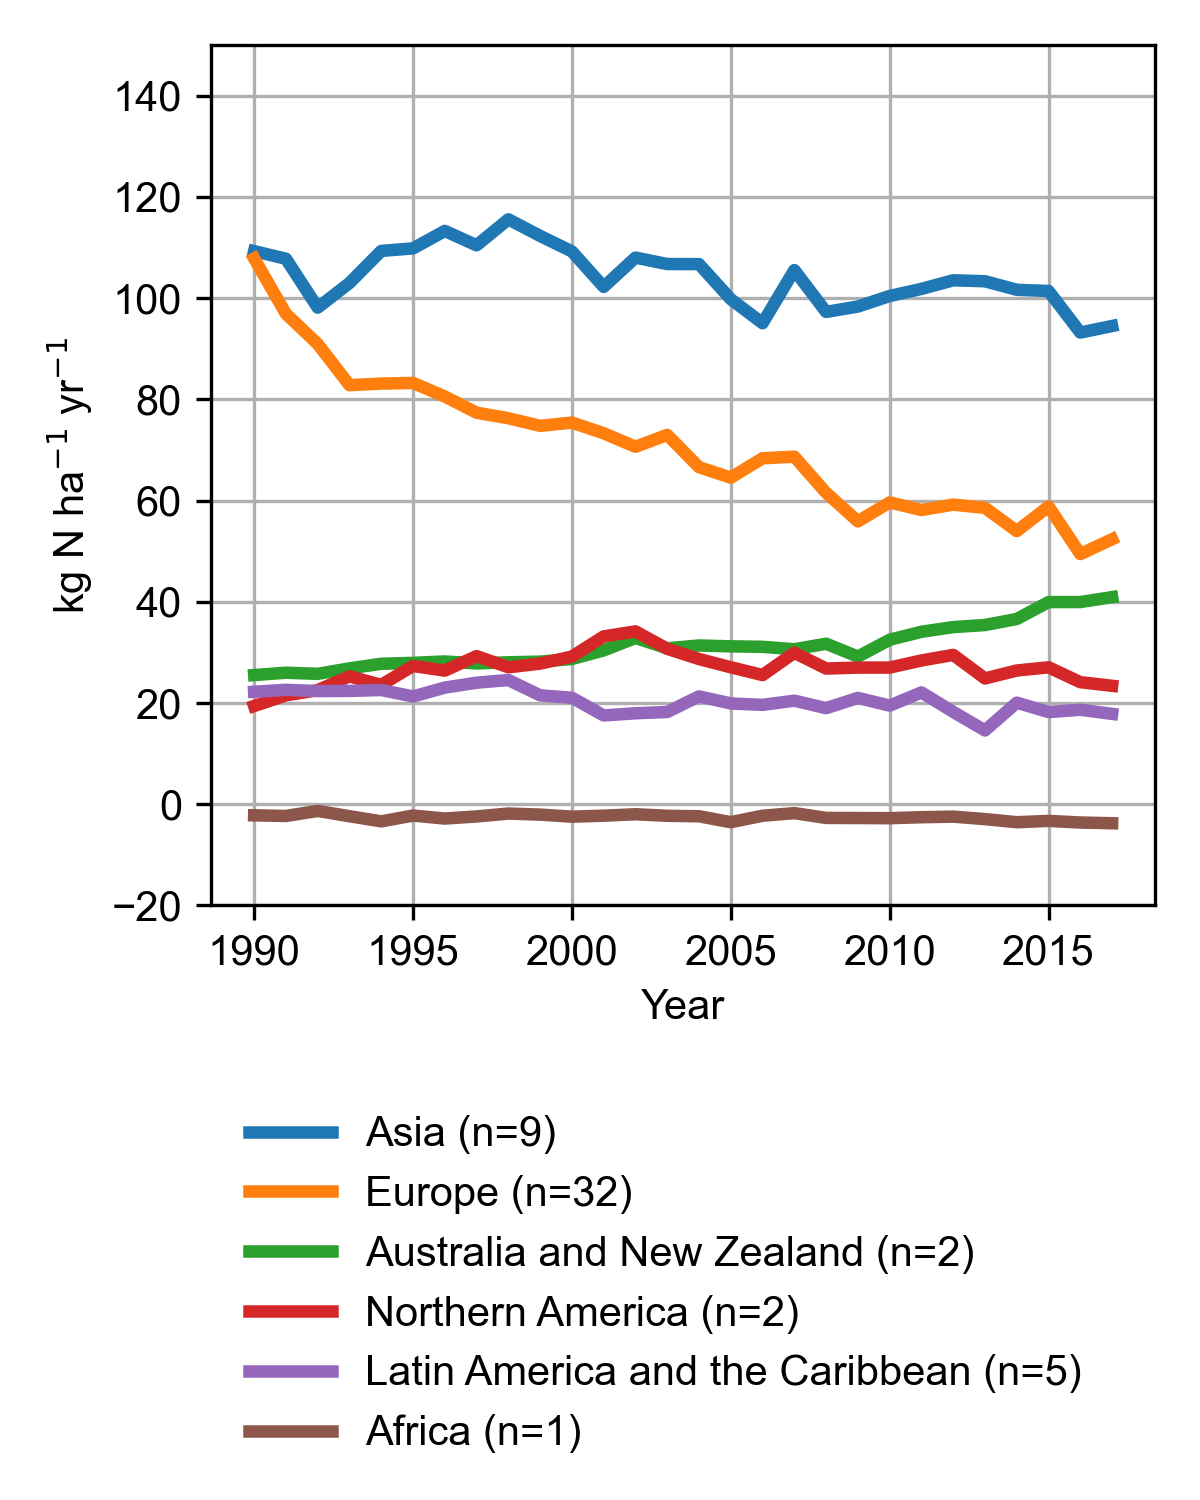 140
120
100
80
60
40
20
0
−20
kg N ha⁻¹ yr⁻¹
1990 1995 2000 2005 2010 2015
Year
Asia (n=9)
Europe (n=32)
Australia and New Zealand (n=2)
Northern America (n=2)
Latin America and the Caribbean (n=5)
Africa (n=1)